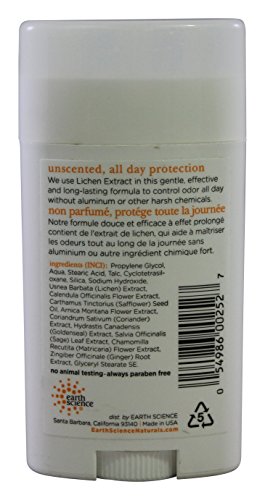 unscented, all day protection
We use Lichen Extract in this gentle, effective
and long-lasting formula to control odor all day
without aluminum or other harsh chemicals.
non parfumé, protége toute la journée
Notre formule douce et efficace à effet prolongé
contient de l'extrait de lichen, qui aide à maîtriser
les odeurs tout au long de la journée sans
aluminium ou autre ingrédient chimique fort.
ingredients (INCI): Propylene Glycol,
Aqua, Stearic Acid, Talc, Cyclotetrasil-
oxane, Silica, Sodium Hydroxide,
Usnea Barbata (Lichen) Extract,
Calendula Officinalis Flower Extract,
Carthamus Tinctorius (Safflower) Seed
Oil, Arnica Montana Flower Extract,
Coriandrum Sativum (Coriander)
Extract, Hydrastis Canadensis
(Goldenseal) Extract, Salvia Officinalis
(Sage) Leaf Extract, Chamomilla
Recutita (Matricaria) Flower Extract,
Zingiber Officinale (Ginger) Root
Extract, Glyceryl Stearate SE.
no animal testing-always paraben free
0 54986 00252 7
earth
science
dist. by EARTH SCIENCE
Santa Barbara, California 93140 | Made in USA
EarthScienceNaturals.com
5